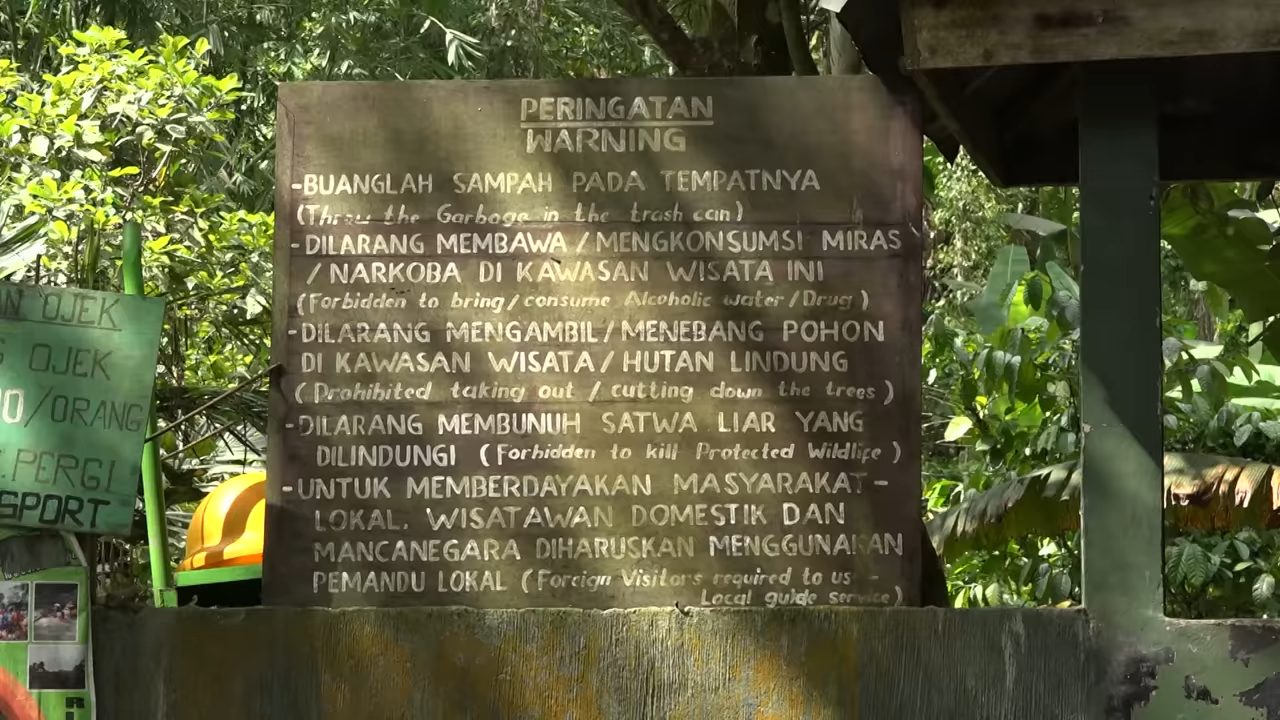 PERINGATAN
WARNING
-BUANGLAH SAMPAH PADA TEMPATNYA
(Throw the Garbage in the trash can)
-DILARANG MEMBAWA/MENGKONSUMSI MIRAS
/NARKOBA DI KAWASAN WISATA INI
(Forbidden to bring/consume Alcoholic water/Drug)
-DILARANG MENGAMBIL/MENEBANG POHON
DI KAWASAN WISATA/HUTAN LINDUNG
(Prohibited taking out / cutting down the trees)
-DILARANG MEMBUNUH SATWA LIAR YANG
DILINDUNGI (Forbidden to kill Protected Wildlife)
-UNTUK MEMBERDAYAKAN MASYARAKAT-
LOKAL. WISATAWAN DOMESTIK DAN
MANCANEGARA DIHARUSKAN MENGGUNAKAN
PEMANDU LOKAL (Foreign Visitors required to us -
Local guide service)
OJEK
OJEK
/ORANG
PERGI
SPORT